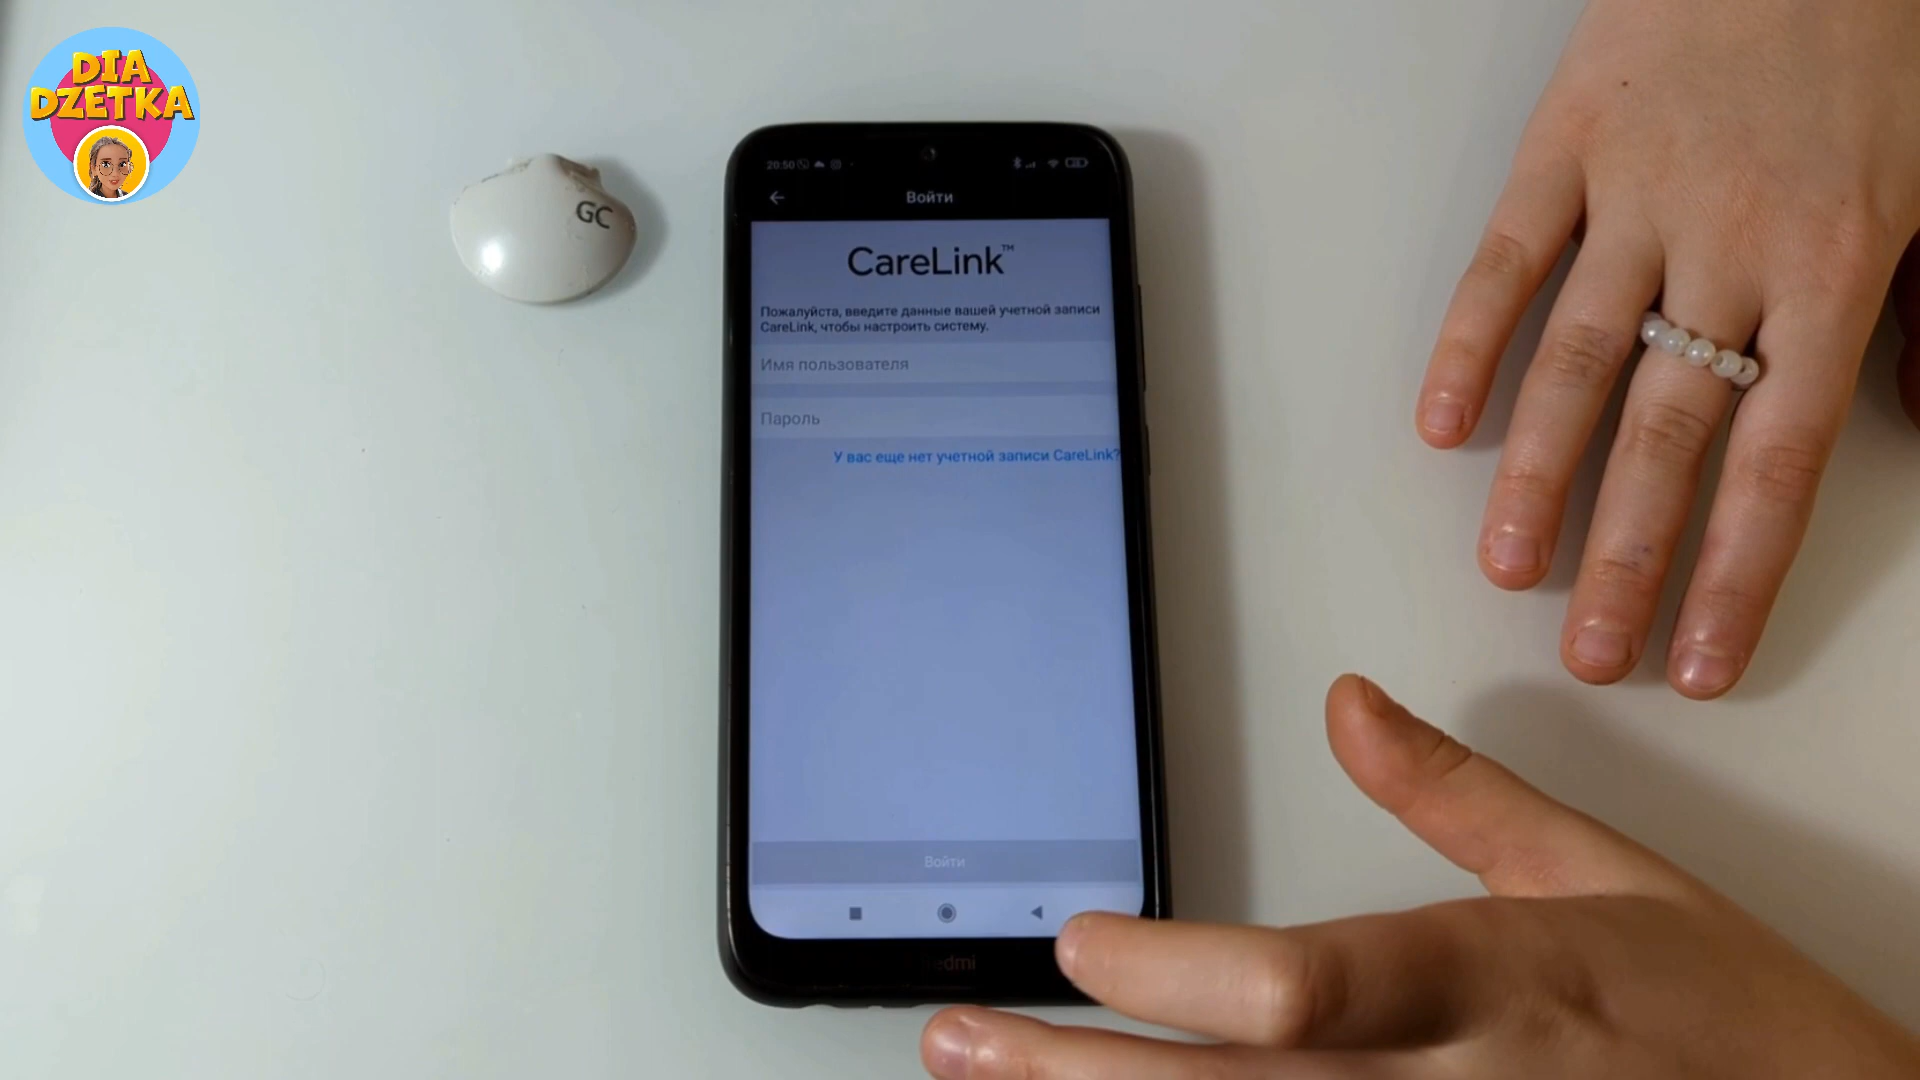 DIA
DZETKA
GC
20:50
Войти
CareLink™
Пожалуйста, введите данные вашей учетной записи
CareLink, чтобы настроить систему.
Имя пользователя
Пароль
У вас еще нет учетной записи CareLink?
Войти